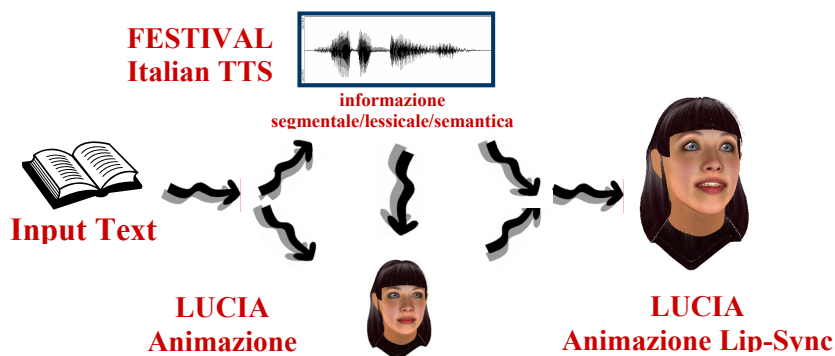 FESTIVAL
Italian TTS
informazione
segmentale/lessicale/semantica
Input Text
LUCIA
Animazione
LUCIA
Animazione Lip-Sync